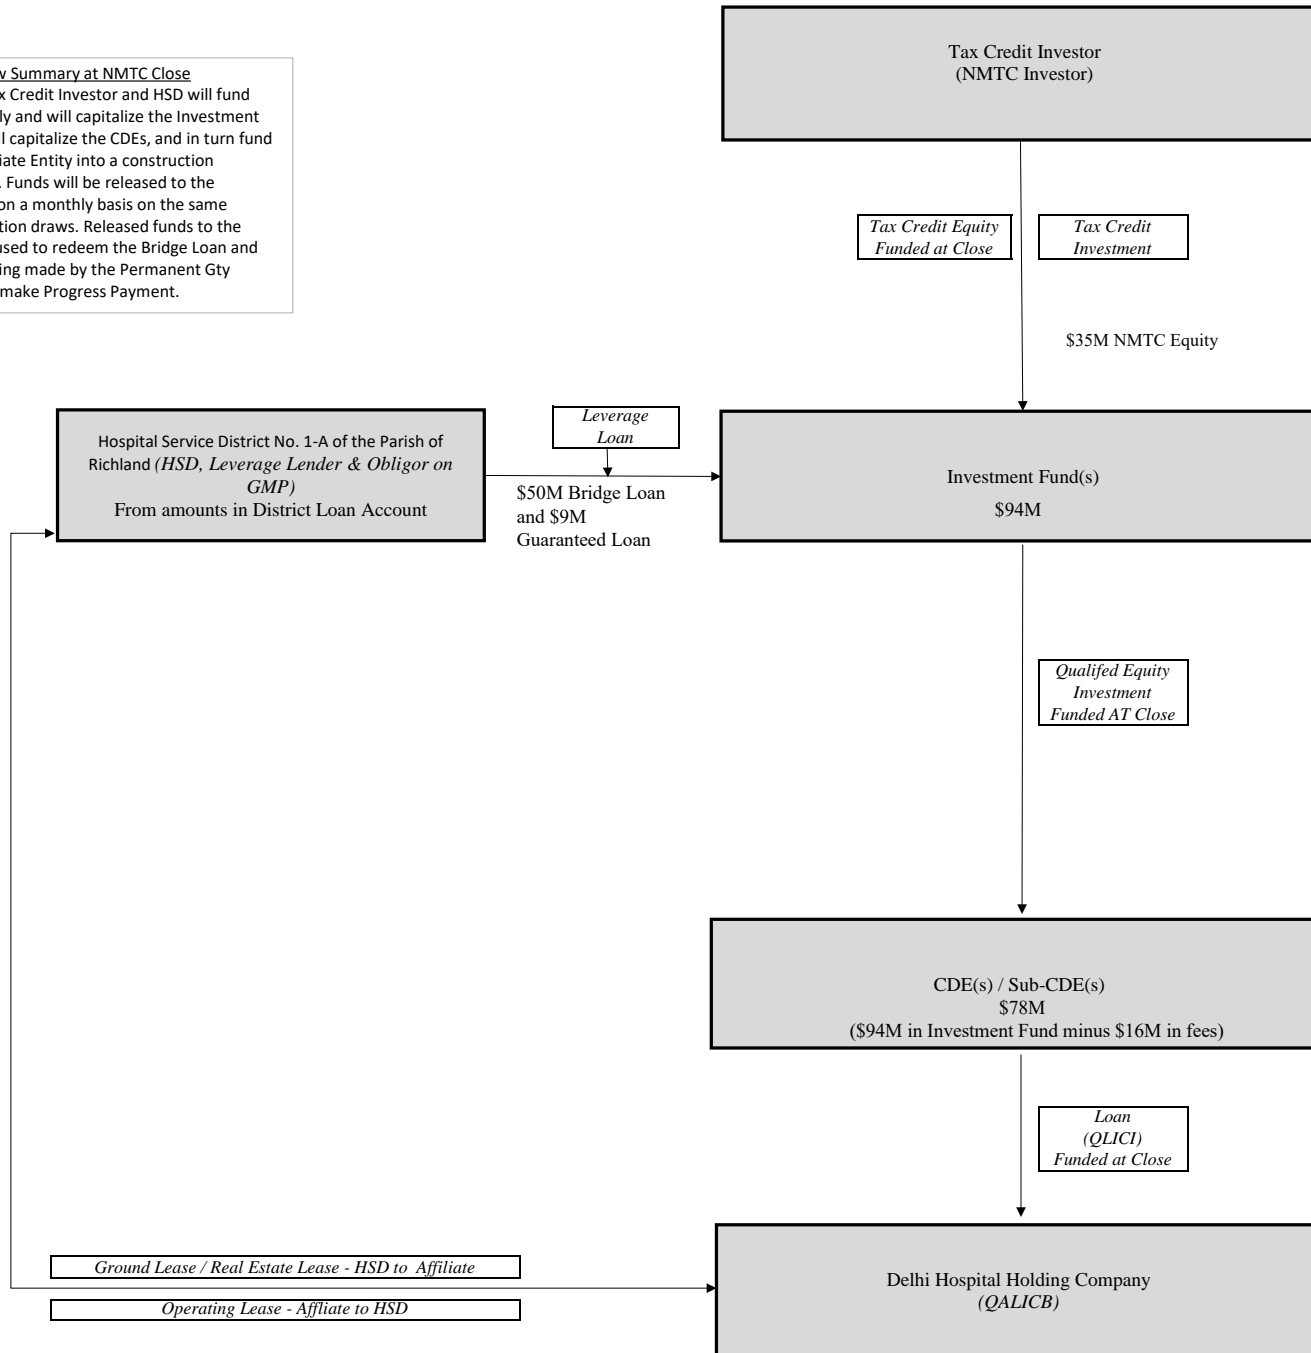 Tax Credit Investor
(NMTC Investor)
Summary at NMTC Close
Credit Investor and HSD will fund
and will capitalize the Investment
capitalize the CDEs, and in turn fund
Entity into a construction
Funds will be released to the
on a monthly basis on the same
draws. Released funds to the
used to redeem the Bridge Loan and
made by the Permanent Gty
make Progress Payment.
Tax Credit Equity
Funded at Close
Tax Credit
Investment
$35M NMTC Equity
Hospital Service District No. 1-A of the Parish of
Richland (HSD, Leverage Lender & Obligor on
GMP)
From amounts in District Loan Account
Leverage
Loan
$50M Bridge Loan
and $9M
Guaranteed Loan
Investment Fund(s)
$94M
Qualifed Equity
Investment
Funded AT Close
CDE(s) / Sub-CDE(s)
$78M
($94M in Investment Fund minus $16M in fees)
Loan
(QLICI)
Funded at Close
Ground Lease / Real Estate Lease - HSD to Affiliate
Operating Lease - Affliate to HSD
Delhi Hospital Holding Company
(QALICB)